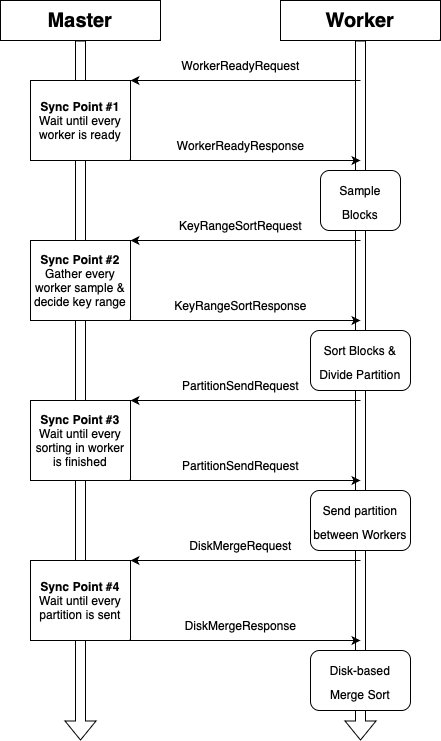 Master
Worker
WorkerReadyRequest
Sync Point #1
Wait until every
worker is ready
WorkerReadyResponse
Sample
Blocks
KeyRangeSortRequest
Sync Point #2
Gather every
worker sample &
decide key range
KeyRangeSortResponse
Sort Blocks &
Divide Partition
PartitionSendRequest
Sync Point #3
Wait until every
sorting in worker
is finished
PartitionSendRequest
Send partition
between Workers
DiskMergeRequest
Sync Point #4
Wait until every
partition is sent
DiskMergeResponse
Disk-based
Merge Sort